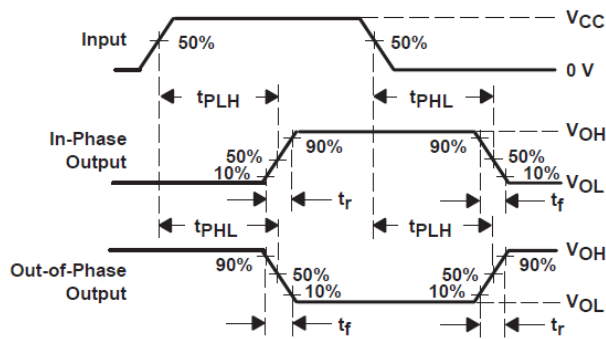 VCC
Input
50%
50%
0 V
tPLH
tPHL
In-Phase
Output
VOH
90%
90%
50%
50%
10%
10%
VOL
tr
tf
tPHL
tPLH
Out-of-Phase
Output
VOH
90%
90%
50%
50%
10%
10%
VOL
tf
tr